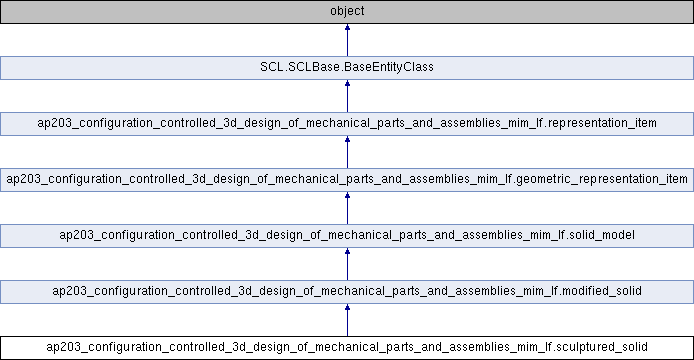 object
SCL.SCLBase.BaseEntityClass
ap203_configuration_controlled_3d_design_of_mechanical_parts_and_assemblies_mim_lf.representation_item
ap203_configuration_controlled_3d_design_of_mechanical_parts_and_assemblies_mim_lf.geometric_representation_item
ap203_configuration_controlled_3d_design_of_mechanical_parts_and_assemblies_mim_lf.solid_model
ap203_configuration_controlled_3d_design_of_mechanical_parts_and_assemblies_mim_lf.modified_solid
ap203_configuration_controlled_3d_design_of_mechanical_parts_and_assemblies_mim_lf.sculptured_solid